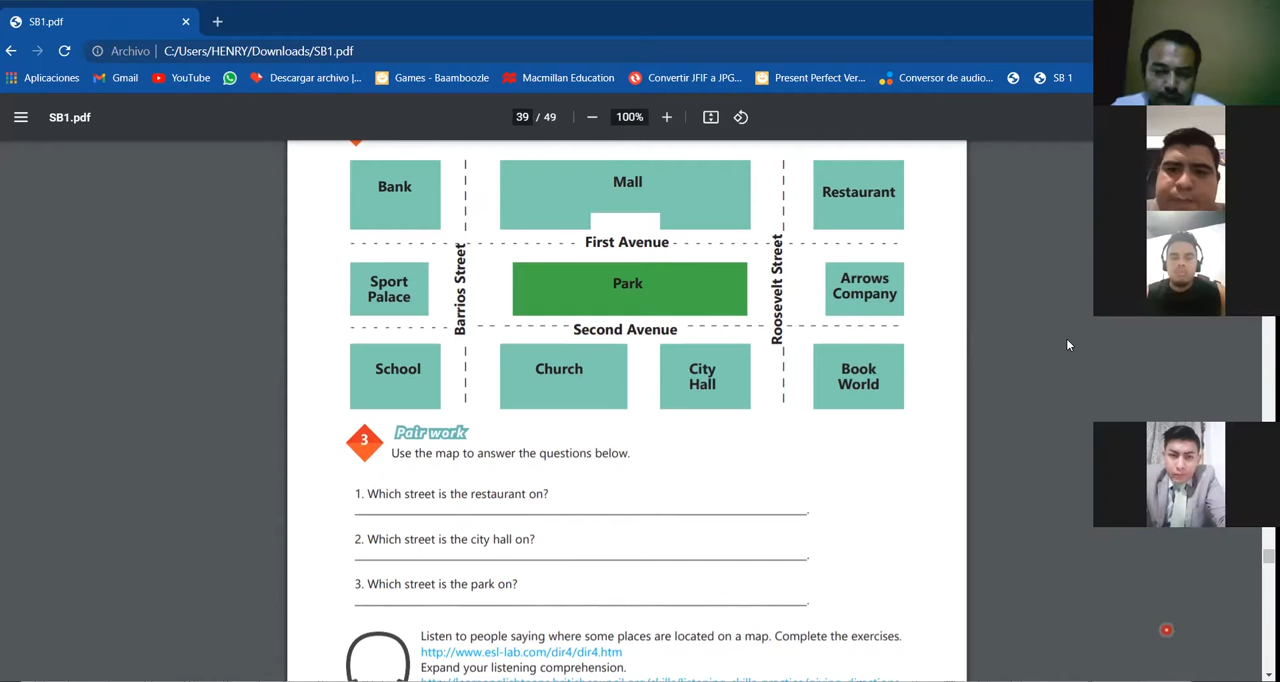 SB1.pdf
Archivo C:/Users/HENRY/Downloads/SB1.pdf
Aplicaciones Gmail YouTube Descargar archivo |... Games - Baamboozle Macmillan Education Convertir JFIF a JPG... Present Perfect Ver... Conversor de audio... SB 1
SB1.pdf 39 / 49 100%
Bank Mall Restaurant
First Avenue
Barrios Street
Roosevelt Street
Sport
Palace
Park
Arrows
Company
Second Avenue
School Church
City
Hall
Book
World
3 Pair work
Use the map to answer the questions below.
1. Which street is the restaurant on?
2. Which street is the city hall on?
3. Which street is the park on?
Listen to people saying where some places are located on a map. Complete the exercises.
http://www.esl-lab.com/dir4/dir4.htm
Expand your listening comprehension.